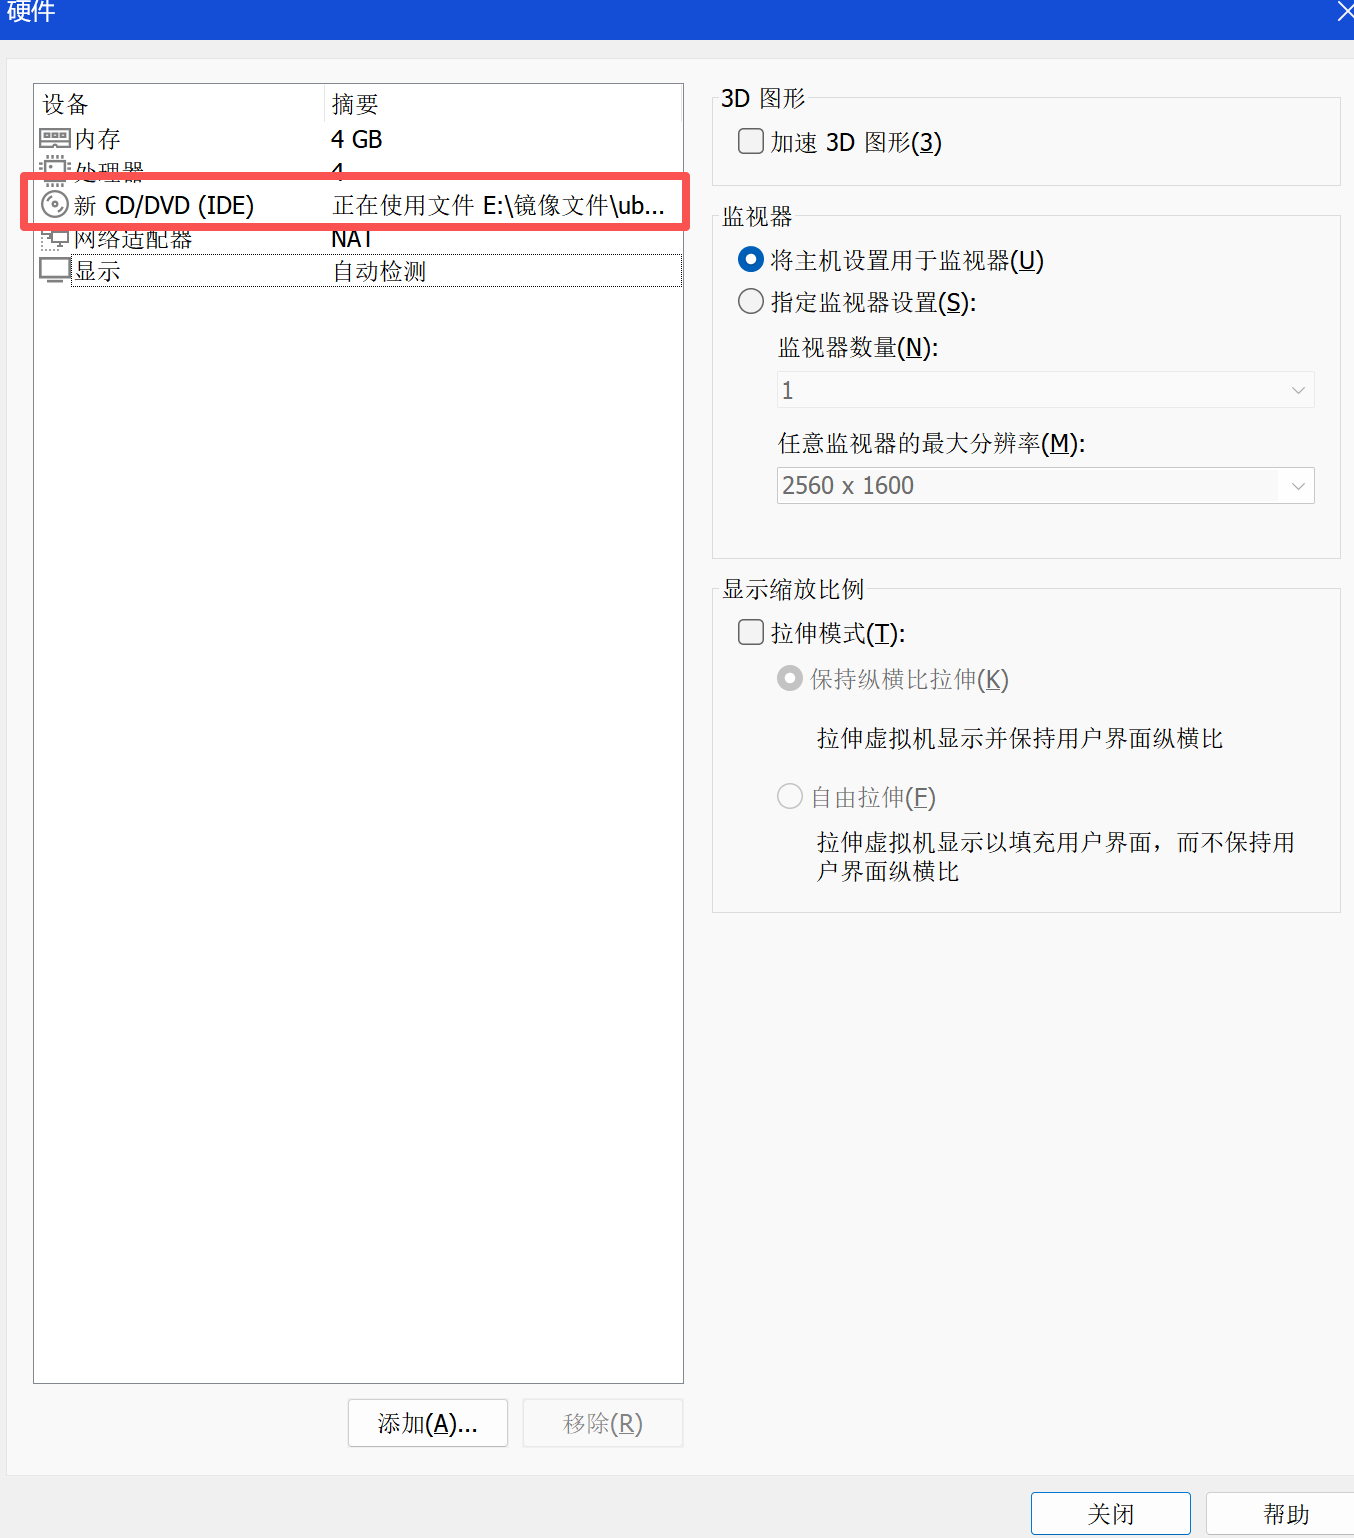 硬件
设备 摘要
内存 4 GB
处理器 4
新 CD/DVD (IDE) 正在使用文件 E:\镜像文件\ub...
网络适配器 NAT
显示 自动检测
添加(A)...
移除(R)
3D 图形
加速 3D 图形(3)
监视器
将主机设置用于监视器(U)
指定监视器设置(S):
监视器数量(N):
1
任意监视器的最大分辨率(M):
2560 x 1600
显示缩放比例
拉伸模式(T):
保持纵横比拉伸(K)
拉伸虚拟机显示并保持用户界面纵横比
自由拉伸(F)
拉伸虚拟机显示以填充用户界面，而不保持用
户界面纵横比
关闭
帮助